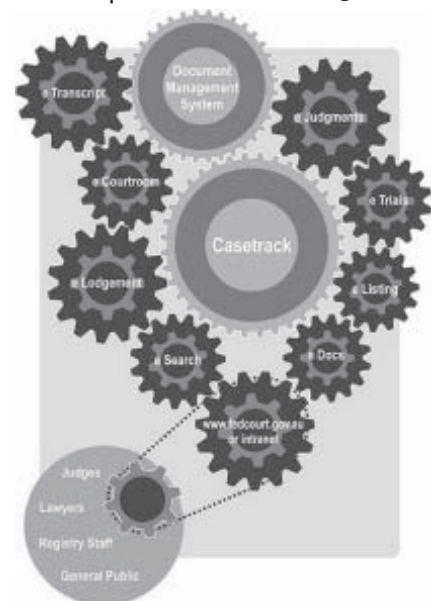 Document
Management
System
e Transcript
e Judgments
e Courtroom
e Trials
Casetrack
e Lodgement
e Listing
e Search
e Docs
www.fedcourt.gov.au
or intranet
Judges
Lawyers
Registry Staff
General Public